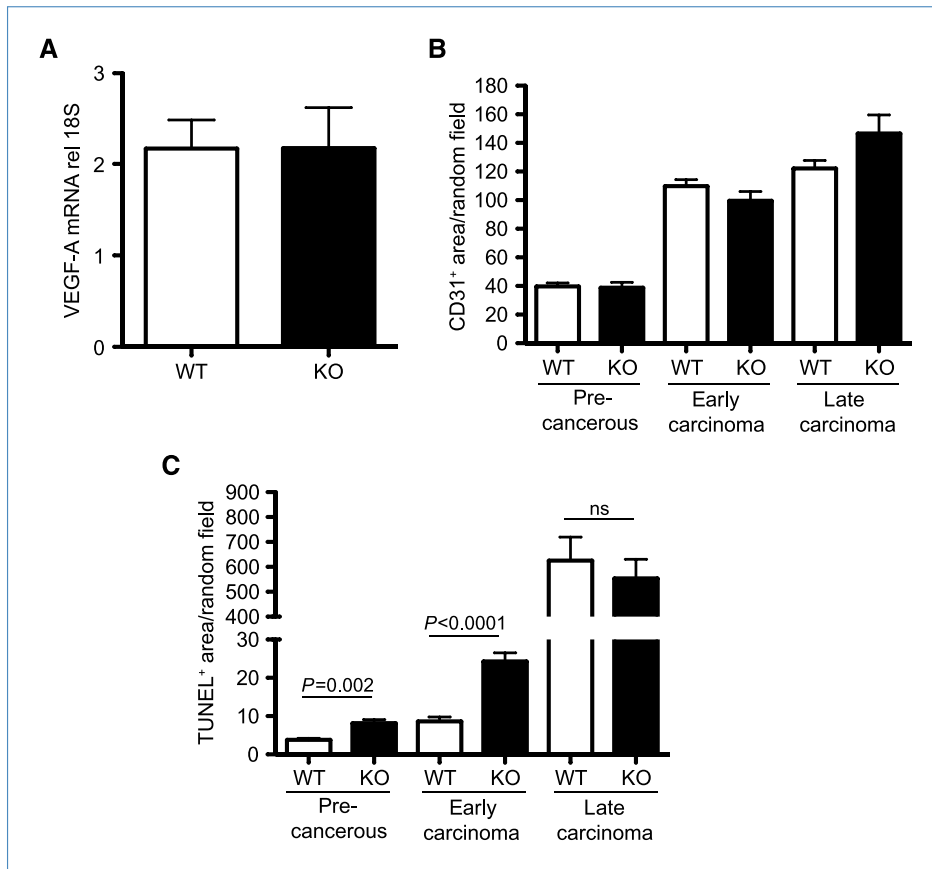 A
VEGF-A mRNA rel 18S
3
2
1
0
WT KO
B
CD31+ area/random field
180
160
140
120
100
80
60
40
20
0
WT KO WT KO WT KO
Pre-
cancerous
Early
carcinoma
Late
carcinoma
C
TUNEL+ area/random field
900
800
700
600
500
400
30
20
10
0
P=0.002
P<0.0001
ns
WT KO WT KO WT KO
Pre-
cancerous
Early
carcinoma
Late
carcinoma